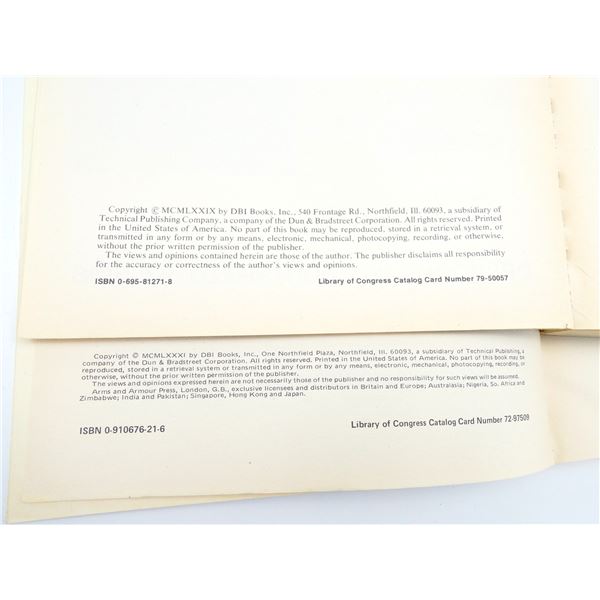 Copyright © MCMLXXIX by DBI Books, Inc., 540 Frontage Rd., Northfield, Ill. 60093, a subsidiary of
Technical Publishing Company, a company of the Dun & Bradstreet Corporation. All rights reserved. Printed
in the United States of America. No part of this book may be reproduced, stored in a retrieval system, or
transmitted in any form or by any means, electronic, mechanical, photocopying, recording, or otherwise,
without the prior written permission of the publisher.
The views and opinions contained herein are those of the author. The publisher disclaims all responsibility
for the accuracy or correctness of the author's views and opinions.
ISBN 0-695-81271-8 Library of Congress Catalog Card Number 79-50057
Copyright © MCMLXXXI by DBI Books, Inc., One Northfield Plaza, Northfield, Ill. 60093, a subsidiary of Technical Publishing, a
company of the Dun & Bradstreet Corporation. All rights reserved. Printed in the United States of America. No part of this book may be
reproduced, stored in a retrieval system or transmitted in any form or by any means, electronic, mechanical, photocopying, recording, or
otherwise, without the prior written permission of the publisher.
The views and opinions expressed herein are not necessarily those of the publisher and no responsibility for such views will be assumed.
Arms and Armour Press, London, G.B., exclusive licensees and distributors in Britain and Europe; Australasia; Nigeria, So. Africa and
Zimbabwe; India and Pakistan; Singapore, Hong Kong and Japan.
ISBN 0-910676-21-6 Library of Congress Catalog Card Number 72-97509